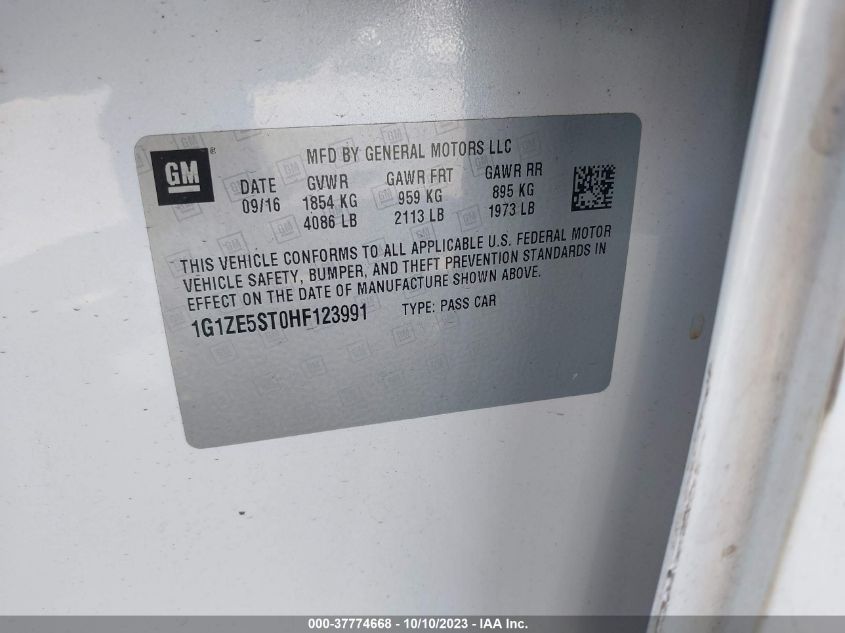 GM ®
MFD BY GENERAL MOTORS LLC
DATE GVWR GAWR FRT GAWR RR
09/16 1854 KG 959 KG 895 KG
4086 LB 2113 LB 1973 LB
THIS VEHICLE CONFORMS TO ALL APPLICABLE U.S. FEDERAL MOTOR
VEHICLE SAFETY, BUMPER, AND THEFT PREVENTION STANDARDS IN
EFFECT ON THE DATE OF MANUFACTURE SHOWN ABOVE.
1G1ZE5ST0HF123991 TYPE: PASS CAR
000-37774668 - 10/10/2023 - IAA Inc.